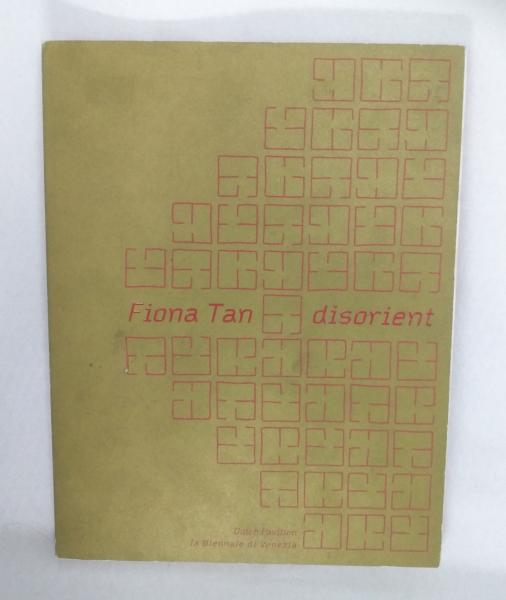 Fiona Tan disorient
Dutch Pavilion
la Biennale di Venezia